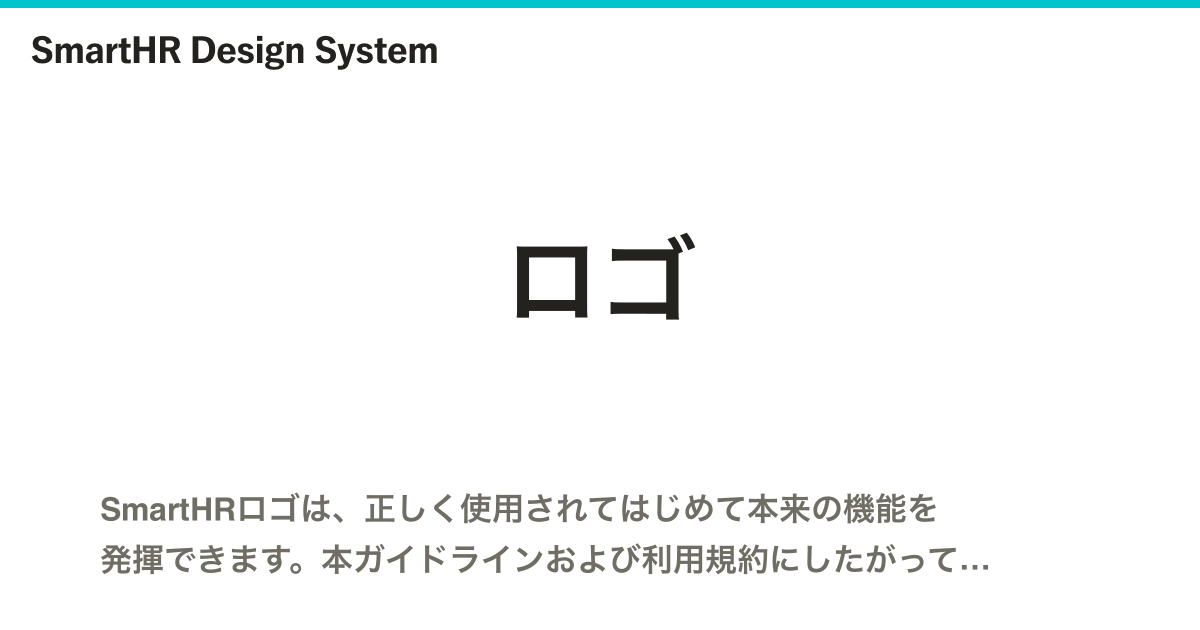 SmartHR Design System
ロゴ
SmartHRロゴは、正しく使用されてはじめて本来の機能を
発揮できます。本ガイドラインおよび利用規約にしたがって…